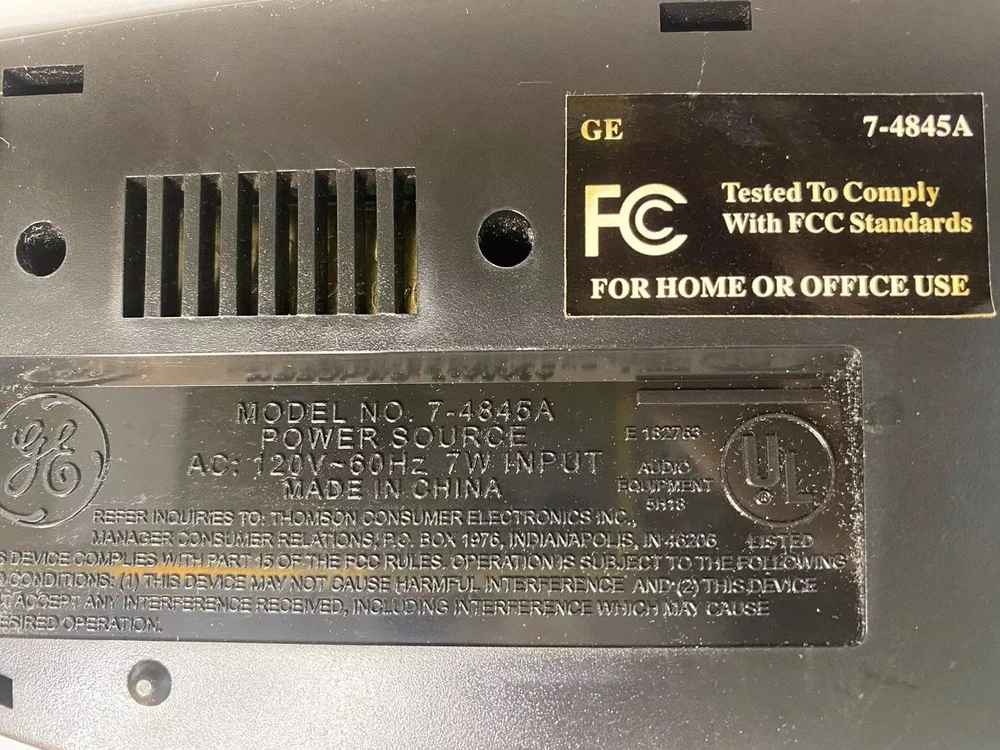 GE 7-4845A
FC
Tested To Comply
With FCC Standards
FOR HOME OR OFFICE USE
GE
MODEL NO. 7-4845A
POWER SOURCE
AC: 120V~60Hz 7W INPUT
MADE IN CHINA
E 162763
AUDIO
EQUIPMENT
5H18
UL
®
LISTED
REFER INQUIRIES TO: THOMSON CONSUMER ELECTRONICS INC.,
MANAGER CONSUMER RELATIONS, P.O. BOX 1976, INDIANAPOLIS, IN 46206
S DEVICE COMPLIES WITH PART 15 OF THE FCC RULES. OPERATION IS SUBJECT TO THE FOLLOWING
O CONDITIONS: (1) THIS DEVICE MAY NOT CAUSE HARMFUL INTERFERENCE AND (2) THIS DEVICE
T ACCEPT ANY INTERFERENCE RECEIVED, INCLUDING INTERFERENCE WHICH MAY CAUSE
ESIRED OPERATION.